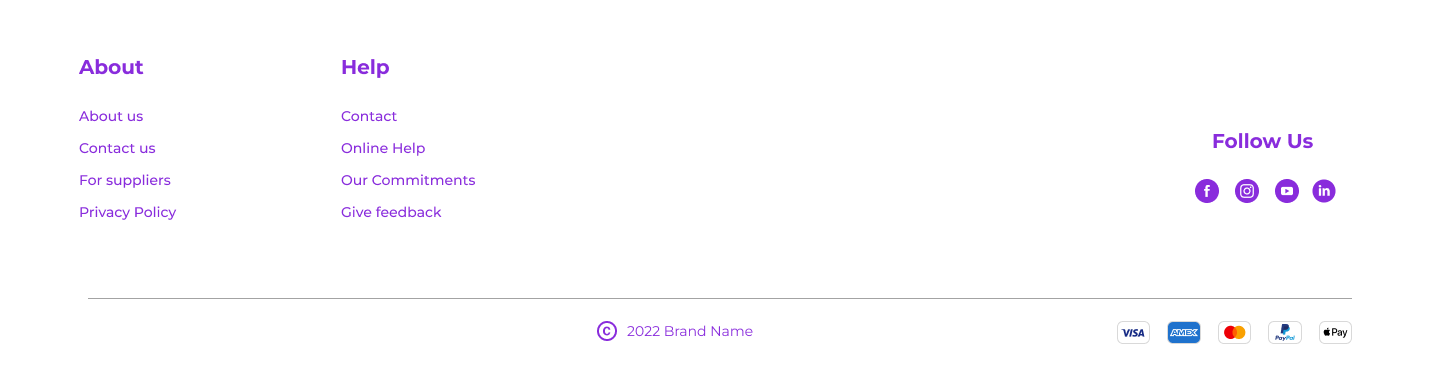 About
About us
Contact us
For suppliers
Privacy Policy
Help
Contact
Online Help
Our Commitments
Give feedback
Follow Us
f
in
© 2022 Brand Name
VISA
AMEX
PayPal
Pay